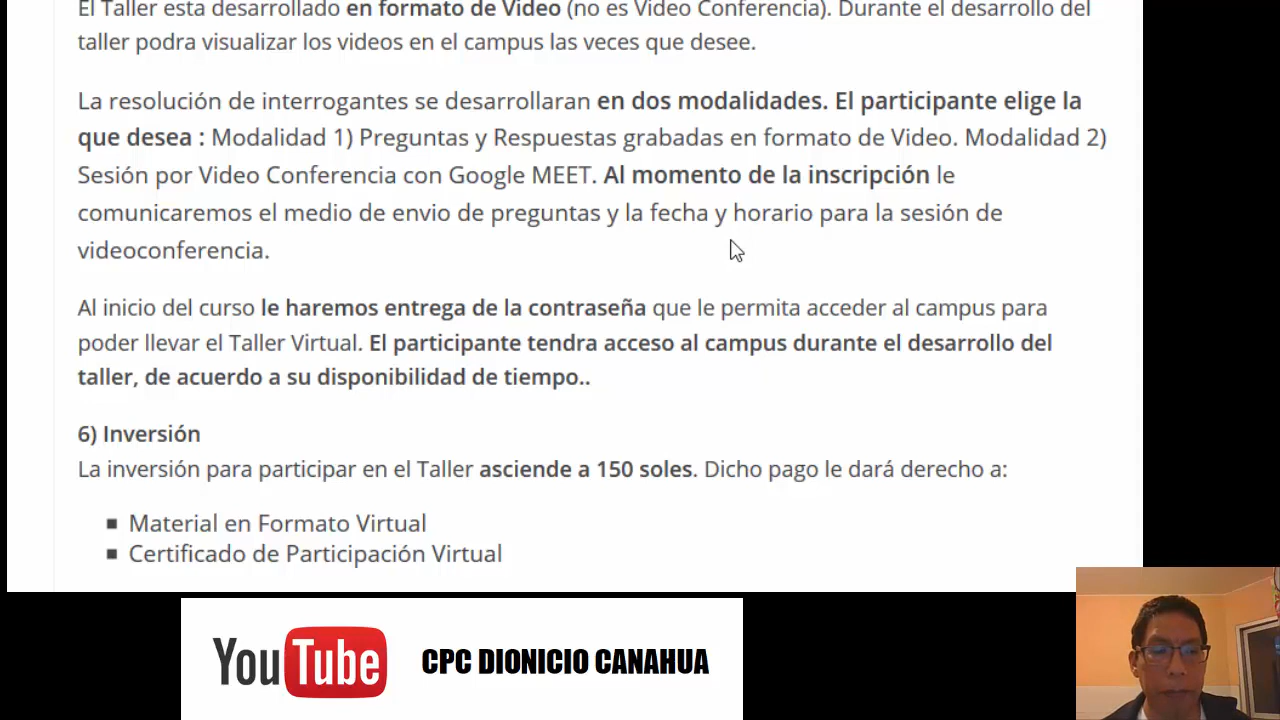 El Taller esta desarrollado en formato de Video (no es Video Conferencia). Durante el desarrollo del
taller podra visualizar los videos en el campus las veces que desee.
La resolución de interrogantes se desarrollaran en dos modalidades. El participante elige la
que desea : Modalidad 1) Preguntas y Respuestas grabadas en formato de Video. Modalidad 2)
Sesión por Video Conferencia con Google MEET. Al momento de la inscripción le
comunicaremos el medio de envio de preguntas y la fecha y horario para la sesión de
videoconferencia.
Al inicio del curso le haremos entrega de la contraseña que le permita acceder al campus para
poder llevar el Taller Virtual. El participante tendra acceso al campus durante el desarrollo del
taller, de acuerdo a su disponibilidad de tiempo..
6) Inversión
La inversión para participar en el Taller asciende a 150 soles. Dicho pago le dará derecho a:
Material en Formato Virtual
Certificado de Participación Virtual
YouTube CPC DIONICIO CANAHUA